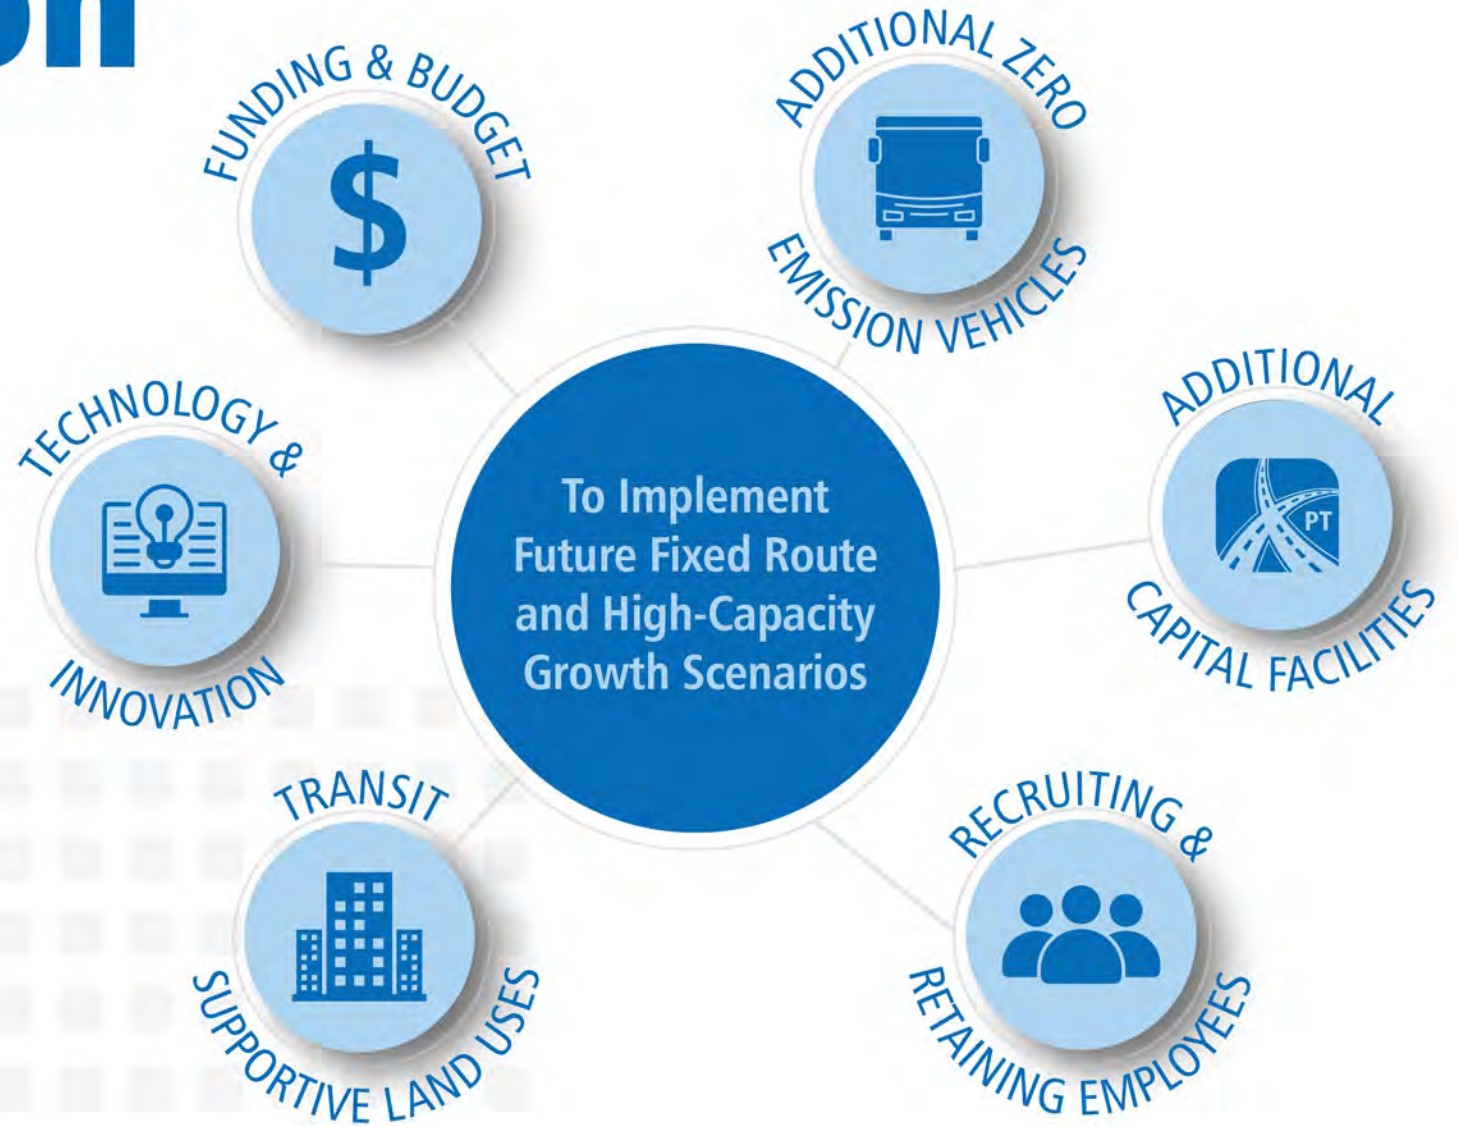 on
FUNDING & BUDGET
$
ADDITIONAL ZERO
EMISSION VEHICLES
TECHNOLOGY &
INNOVATION
To Implement
Future Fixed Route
and High-Capacity
Growth Scenarios
ADDITIONAL
PT
CAPITAL FACILITIES
TRANSIT
SUPPORTIVE LAND USES
RECRUITING &
RETAINING EMPLOYEES